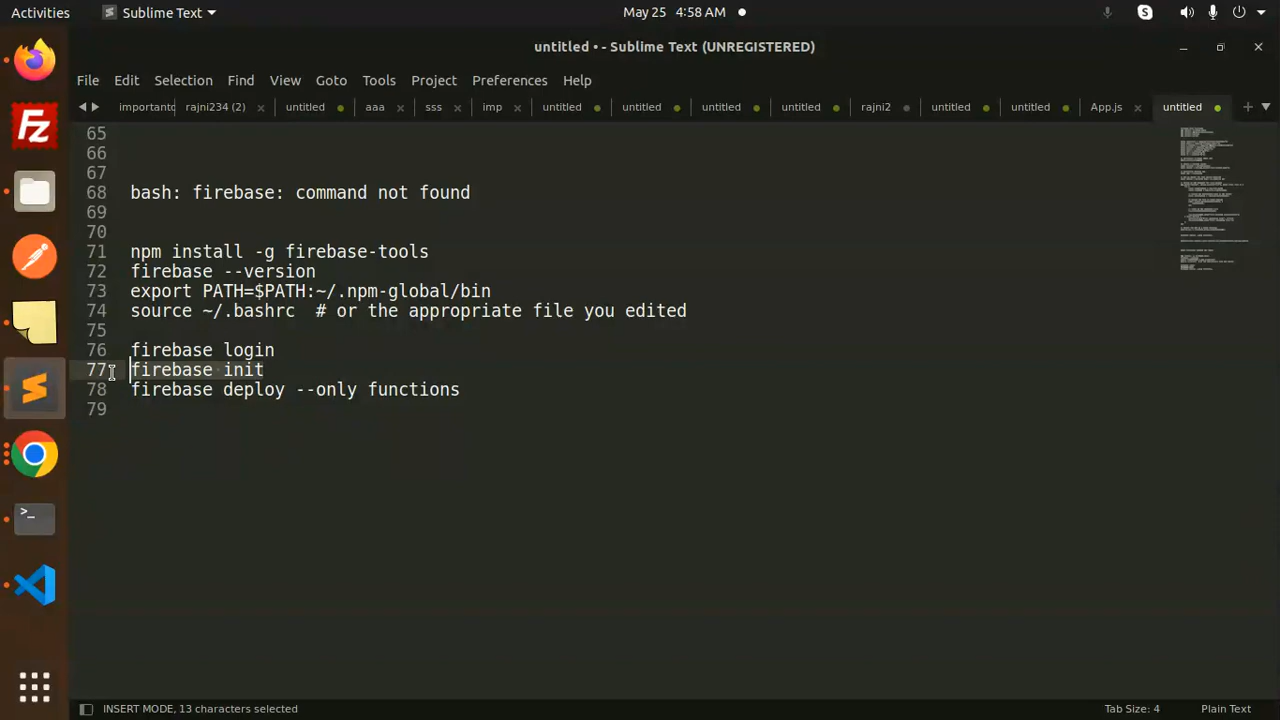 Activities
Sublime Text
May 25 4:58 AM
untitled • - Sublime Text (UNREGISTERED)
File Edit Selection Find View Goto Tools Project Preferences Help
rajni234 (2) untitled aaa sss imp untitled untitled untitled untitled rajni2 untitled untitled App.js untitled
65
66
67
68 bash: firebase: command not found
69
70
71 npm install -g firebase-tools
72 firebase --version
73 export PATH=$PATH:~/.npm-global/bin
74 source ~/.bashrc # or the appropriate file you edited
75
76 firebase login
77 firebase init
78 firebase deploy --only functions
79
INSERT MODE, 13 characters selected
Tab Size: 4
Plain Text